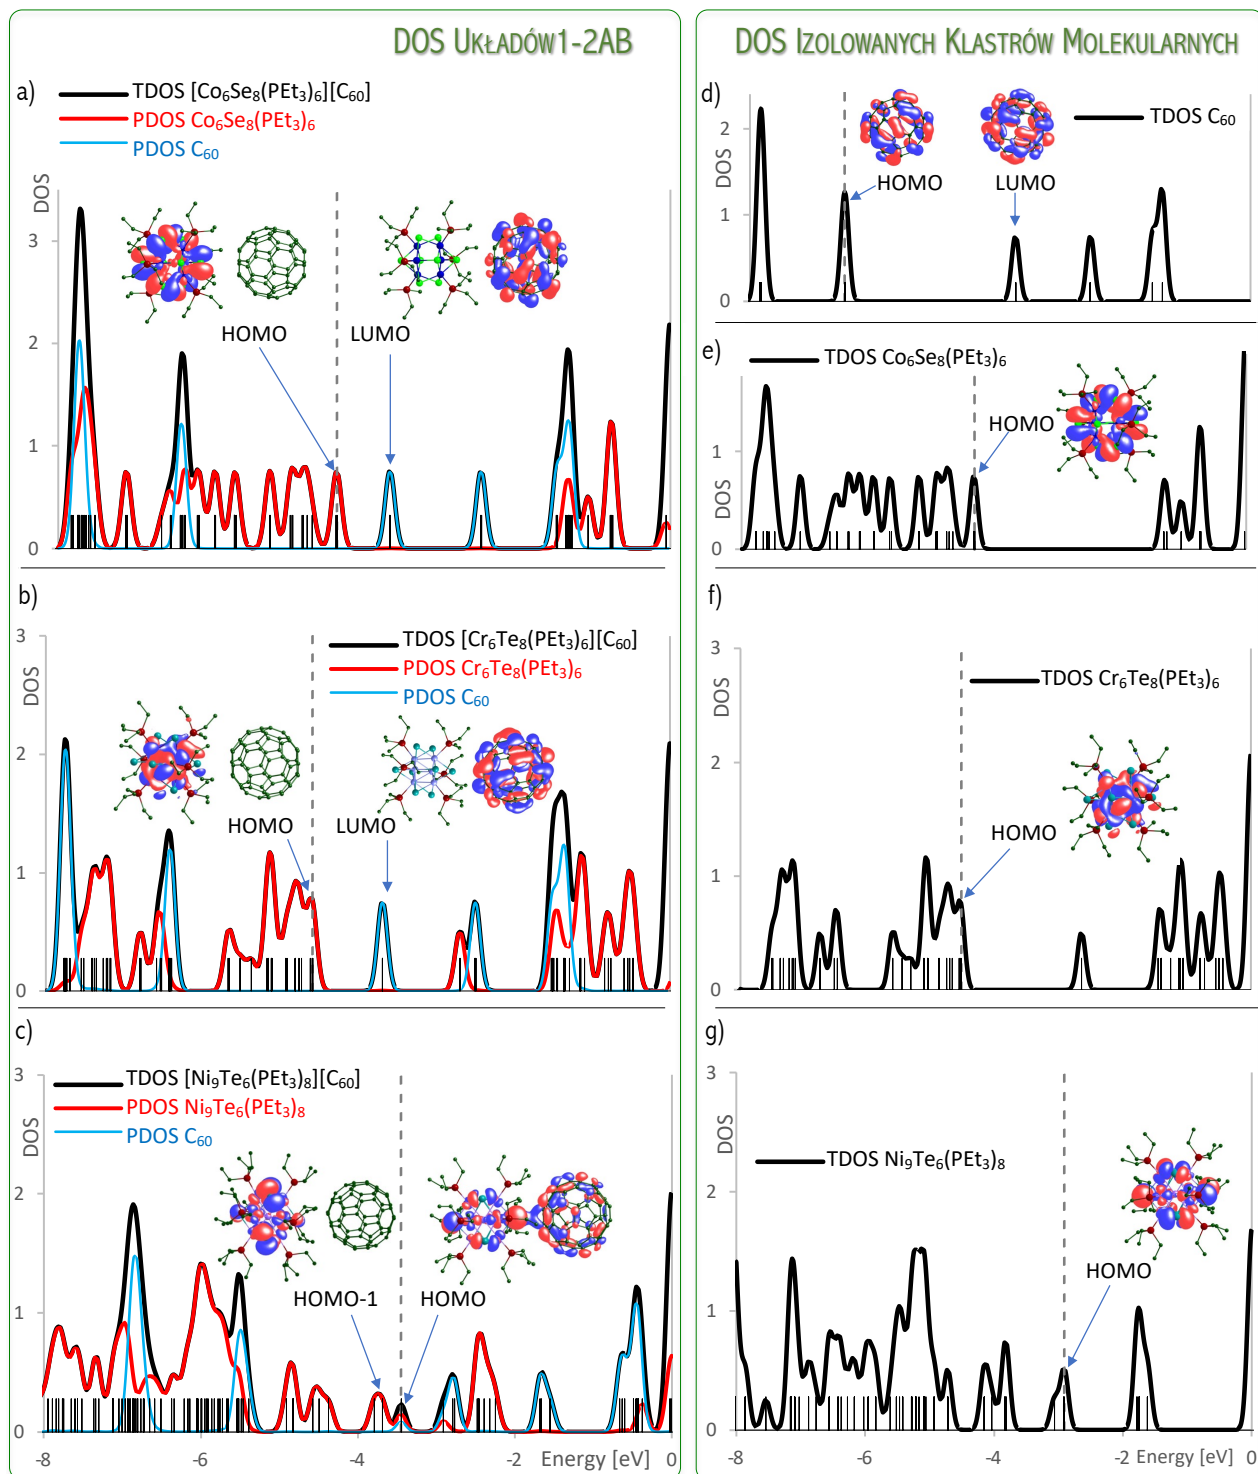 DOS Układów1-2AB
a)
TDOS [Co₆Se₈(PEt₃)₆][C₆₀]
PDOS Co₆Se₈(PEt₃)₆
PDOS C₆₀
DOS
3
2
1
0
HOMO
LUMO
b)
TDOS [Cr₆Te₈(PEt₃)₆][C₆₀]
PDOS Cr₆Te₈(PEt₃)₆
PDOS C₆₀
DOS
3
2
1
0
HOMO
LUMO
c)
TDOS [Ni₉Te₆(PEt₃)₈][C₆₀]
PDOS Ni₉Te₆(PEt₃)₈
PDOS C₆₀
DOS
3
2
1
0
HOMO-1
HOMO
-8
-6
-4
-2
Energy [eV]
0
DOS Izolowanych Klastrów Molekularnych
d)
TDOS C₆₀
DOS
2
1
0
HOMO
LUMO
e)
TDOS Co₆Se₈(PEt₃)₆
DOS
1
0
HOMO
f)
TDOS Cr₆Te₈(PEt₃)₆
DOS
3
2
1
0
HOMO
g)
TDOS Ni₉Te₆(PEt₃)₈
DOS
3
2
1
0
HOMO
-8
-6
-4
-2
Energy [eV]
0